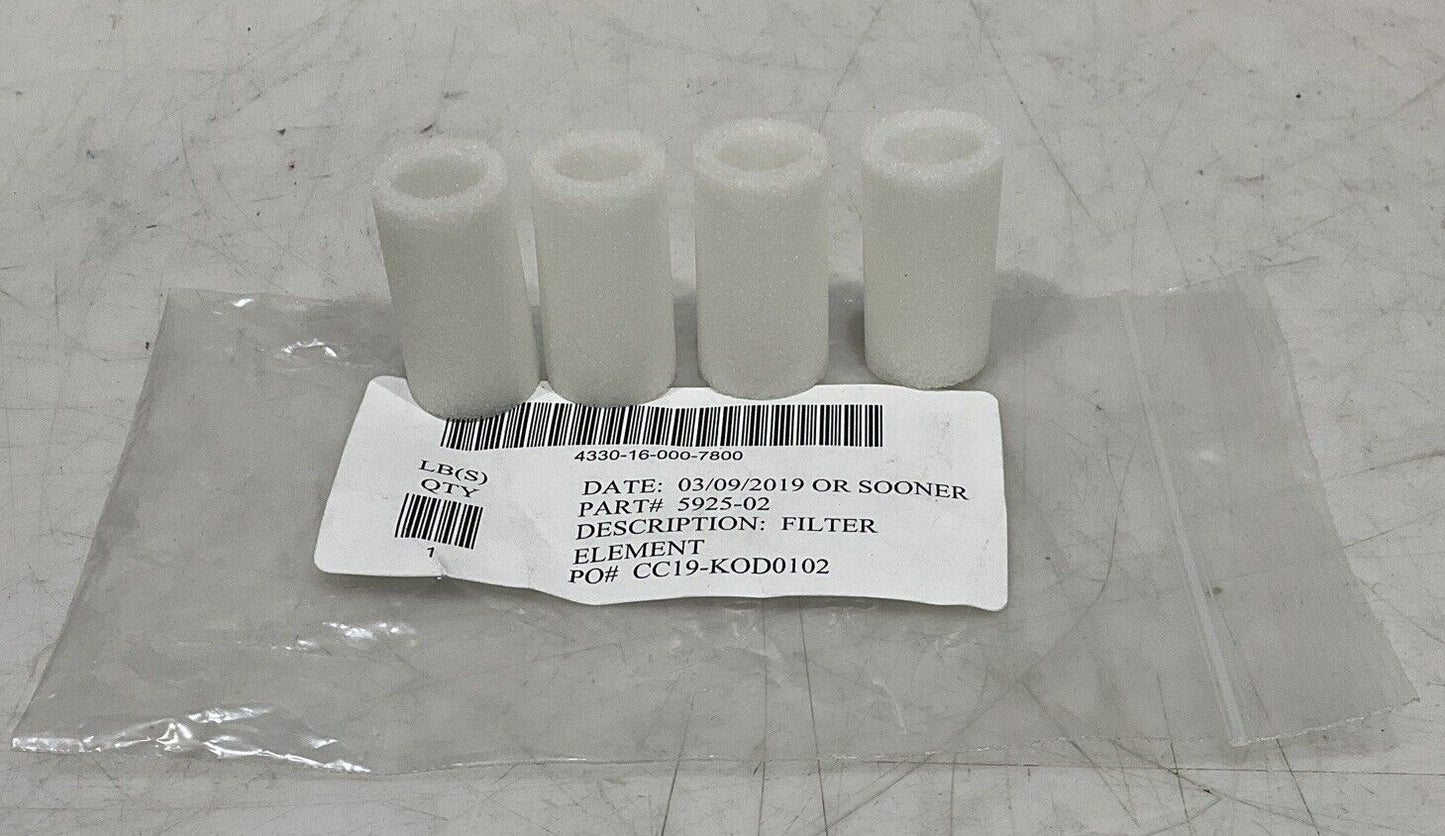 4330-16-000-7800
LB(S)
QTY
1
DATE: 03/09/2019 OR SOONER
PART# 5925-02
DESCRIPTION: FILTER
ELEMENT
PO# CC19-KOD0102